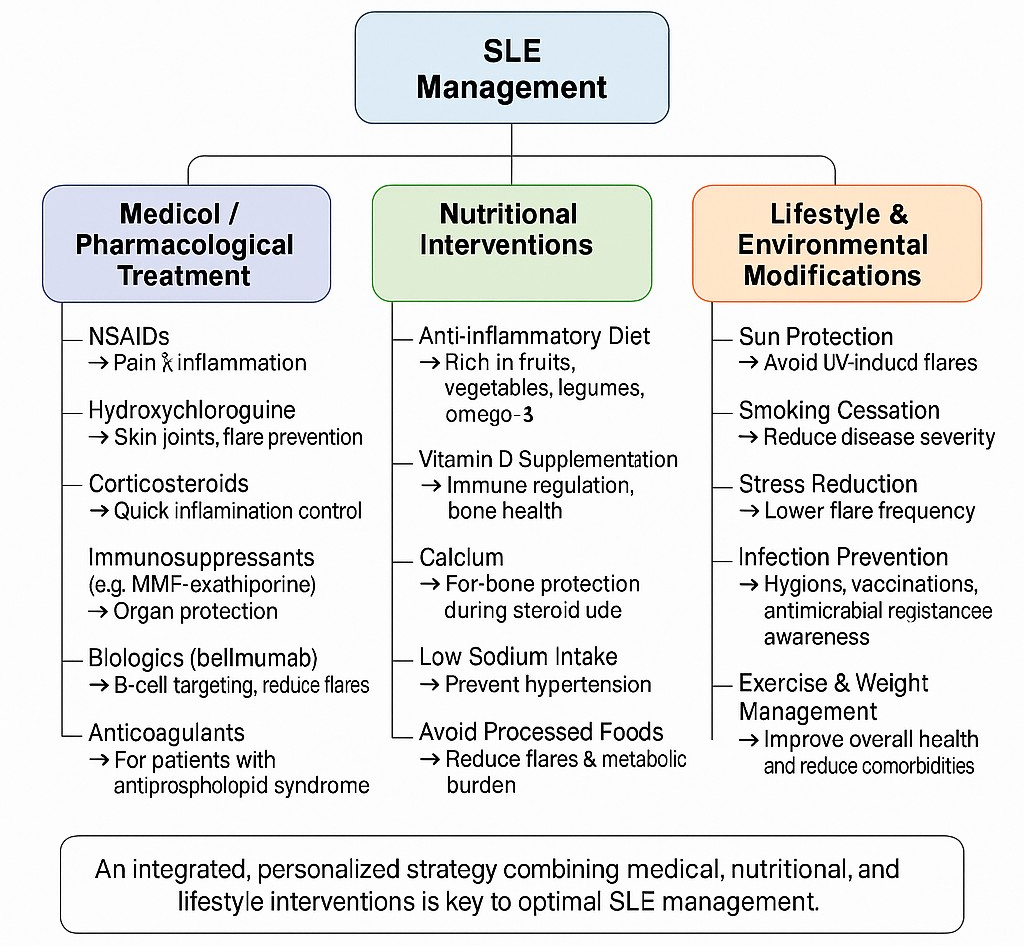 SLE
Management
Medicol /
Pharmacological
Treatment
NSAIDs
→ Pain inflammation
Hydroxychloroguine
→ Skin joints, flare prevention
Corticosteroids
→ Quick inflamination control
Immunosuppressants
(e.g. MMF-exathiporine)
→ Organ protection
Biologics (bellmumab)
→ B-cell targeting, reduce flares
Anticoagulants
→ For patients with
antiprospholopid syndrome
Nutritional
Interventions
Anti-inflammatory Diet
→ Rich in fruits,
vegetables, legumes,
omego-3
Vitamin D Supplementation
→ Immune regulation,
bone health
Calclum
→ For-bone protection
during steroid ude
Low Sodium Intake
→ Prevent hypertension
Avoid Processed Foods
→ Reduce flares & metabolic
burden
Lifestyle &
Environmental
Modifications
Sun Protection
→ Avoid UV-inducd flares
Smoking Cessation
→ Reduce disease severity
Stress Reduction
→ Lower flare frequency
Infection Prevention
→ Hygions, vaccinations,
antimicrabial registancee
awareness
Exercise & Weight
Management
→ Improve overall health
and reduce comorbidities
An integrated, personalized strategy combining medical, nutritional, and
lifestyle interventions is key to optimal SLE management.